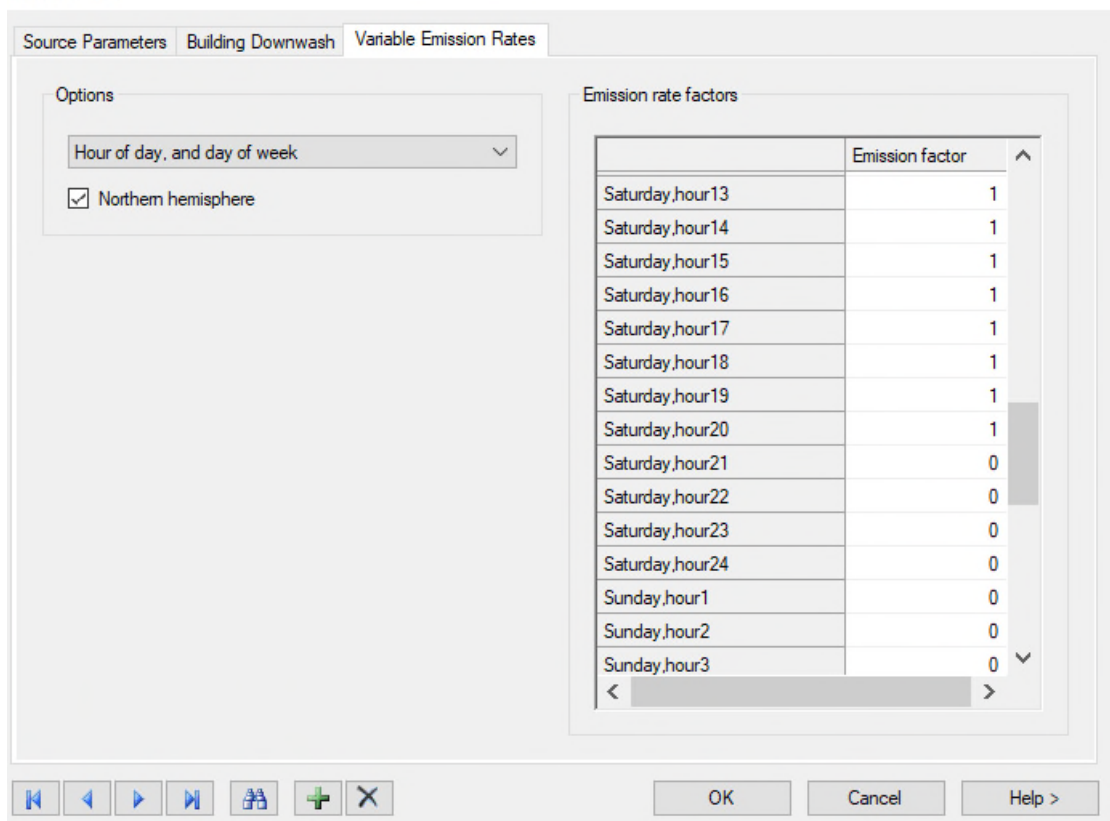 Source Parameters Building Downwash Variable Emission Rates
Options
Hour of day, and day of week
Northern hemisphere
Emission rate factors
Emission factor
Saturday,hour13 1
Saturday,hour14 1
Saturday,hour15 1
Saturday,hour16 1
Saturday,hour17 1
Saturday,hour18 1
Saturday,hour19 1
Saturday,hour20 1
Saturday,hour21 0
Saturday,hour22 0
Saturday,hour23 0
Saturday,hour24 0
Sunday,hour1 0
Sunday,hour2 0
Sunday,hour3 0
OK Cancel Help >